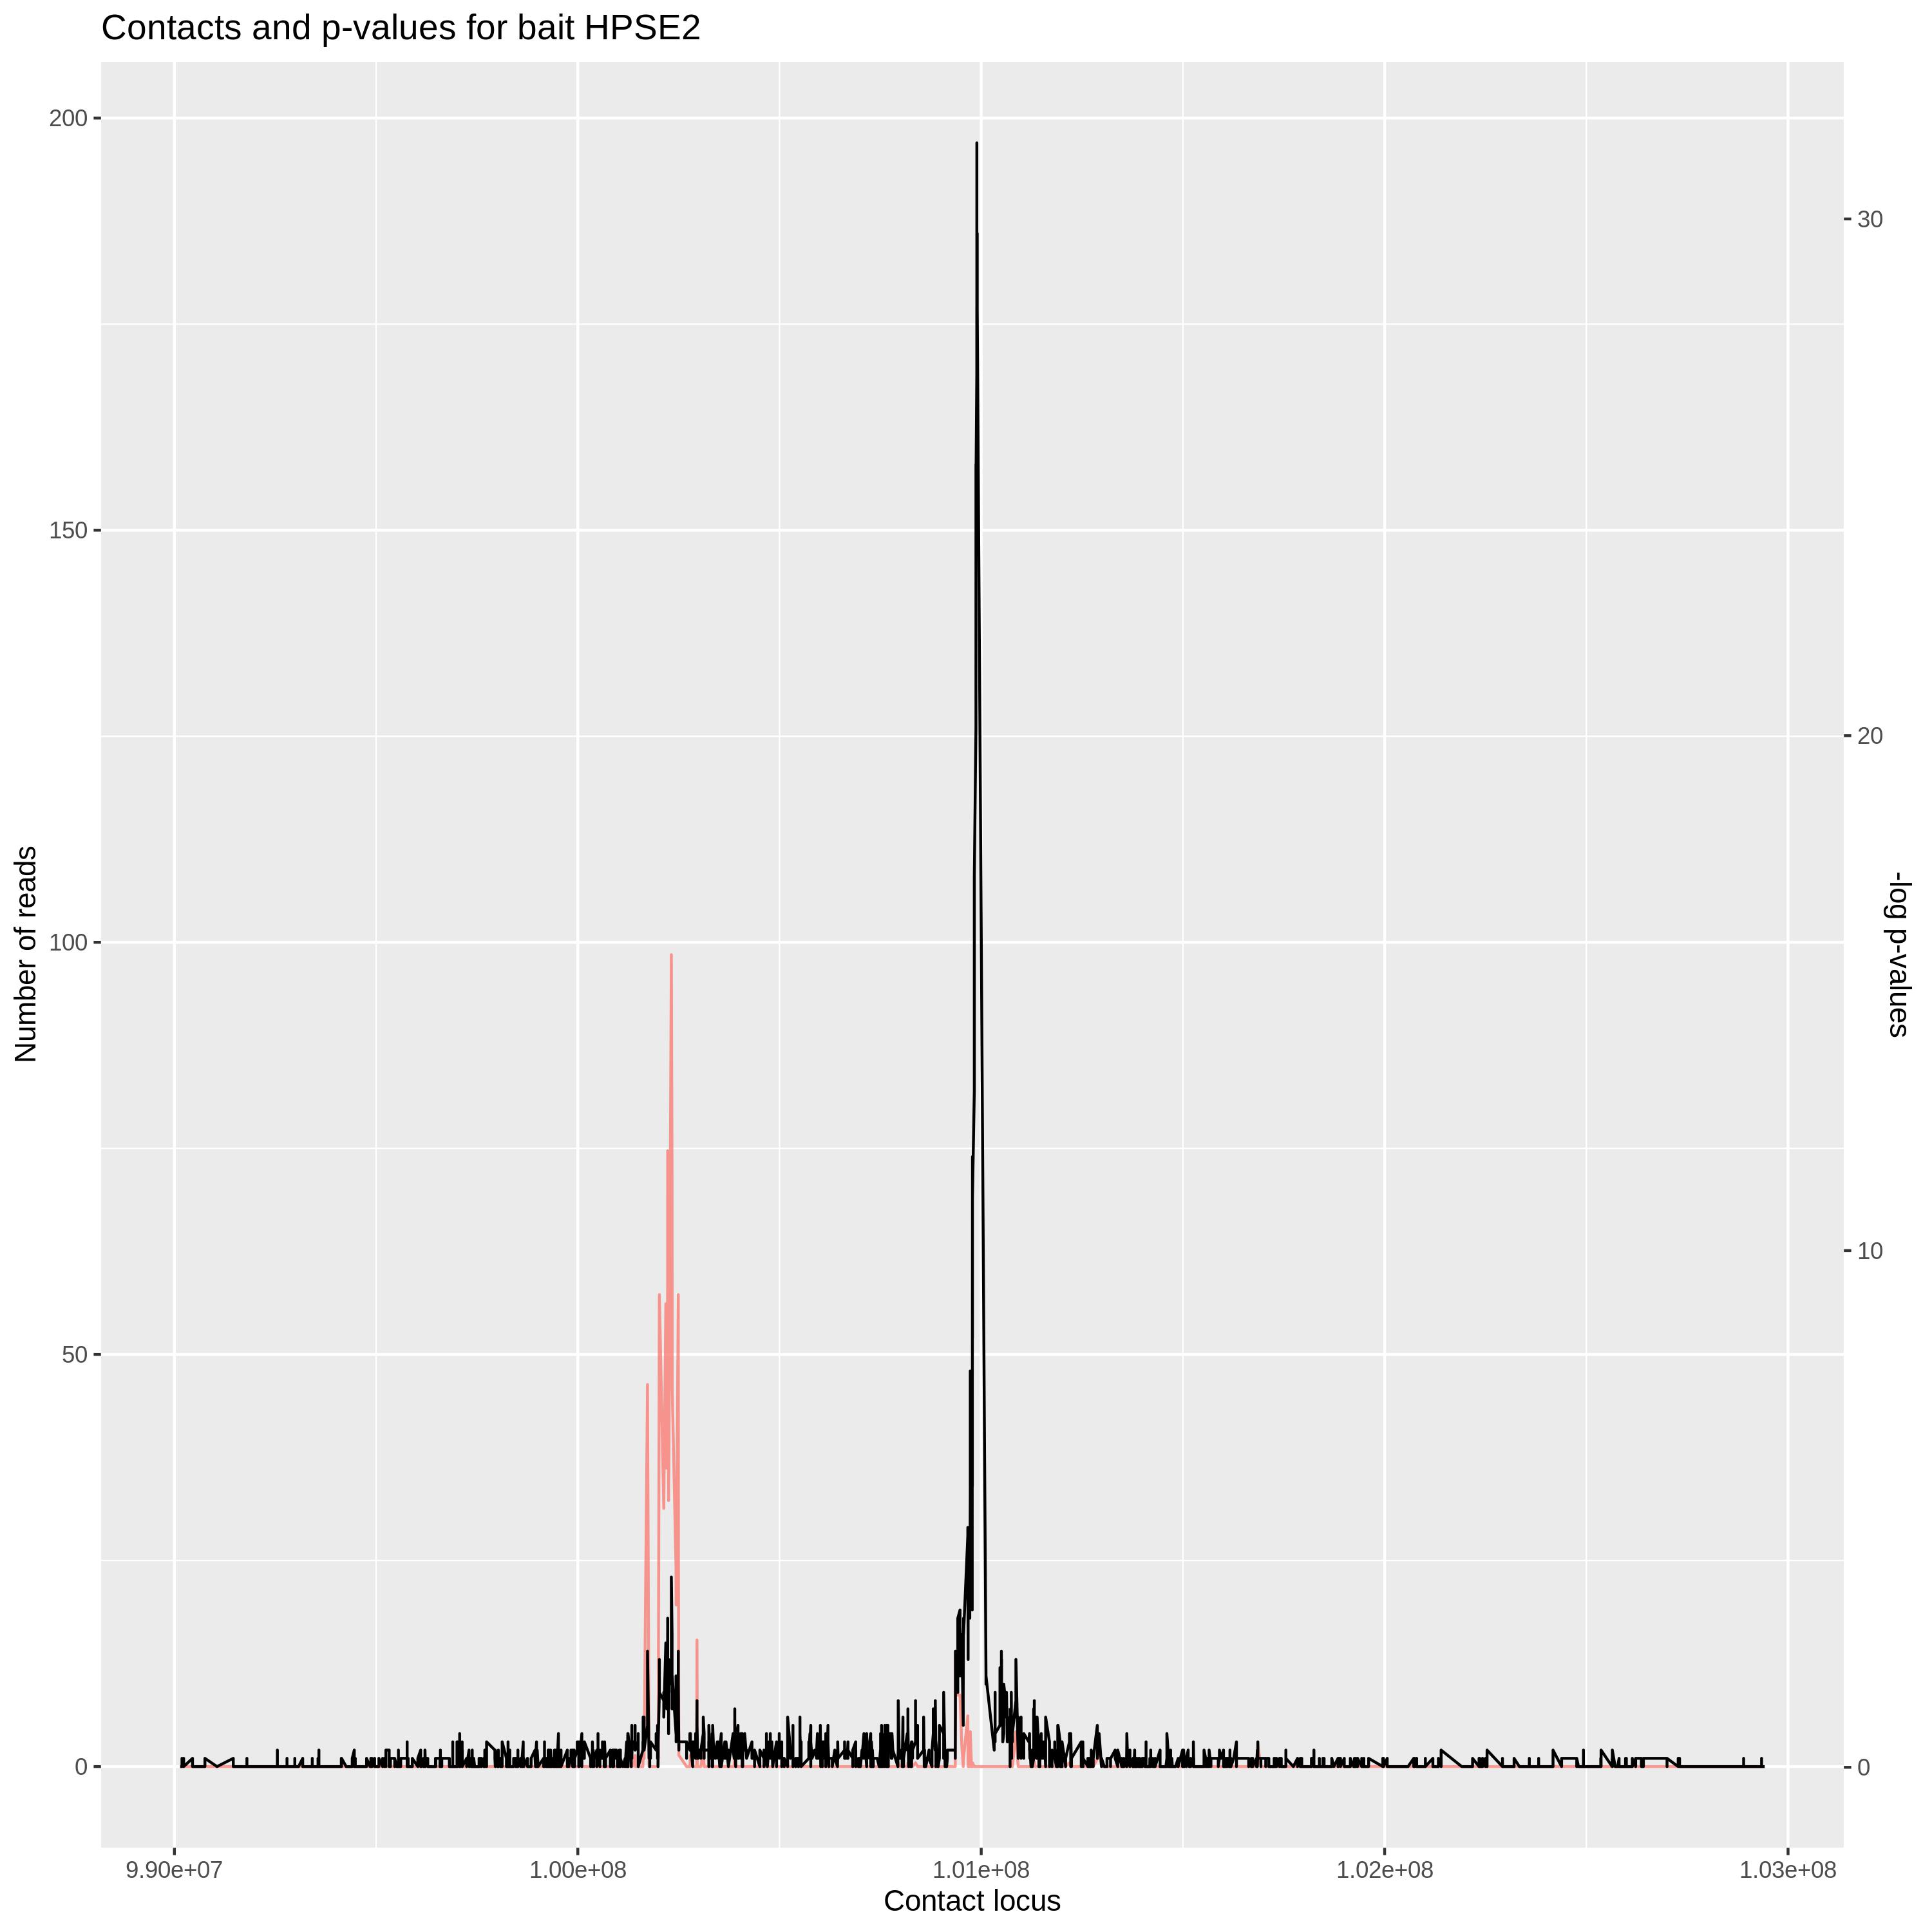 Contacts and p-values for bait HPSE2
200
150
100
50
0
Number of reads
30
20
10
0
-log p-values
9.90e+07
1.00e+08
1.01e+08
1.02e+08
1.03e+08
Contact locus